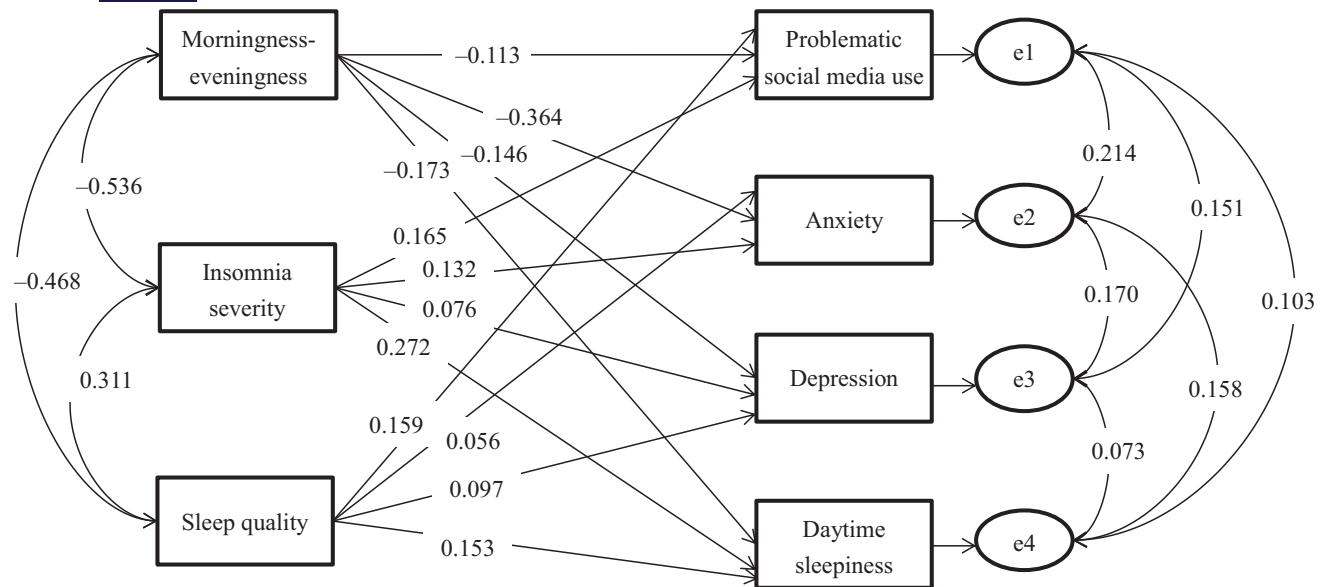 Morningness-
eveningness
Problematic
social media use
e1
–0.113
–0.364
–0.146
–0.173
0.214
–0.536
0.151
Anxiety
e2
0.165
0.132
Insomnia
severity
–0.468
0.076
0.170
0.103
0.272
0.311
Depression
e3
0.158
0.159
0.056
0.073
0.097
Sleep quality
0.153
Daytime
sleepiness
e4